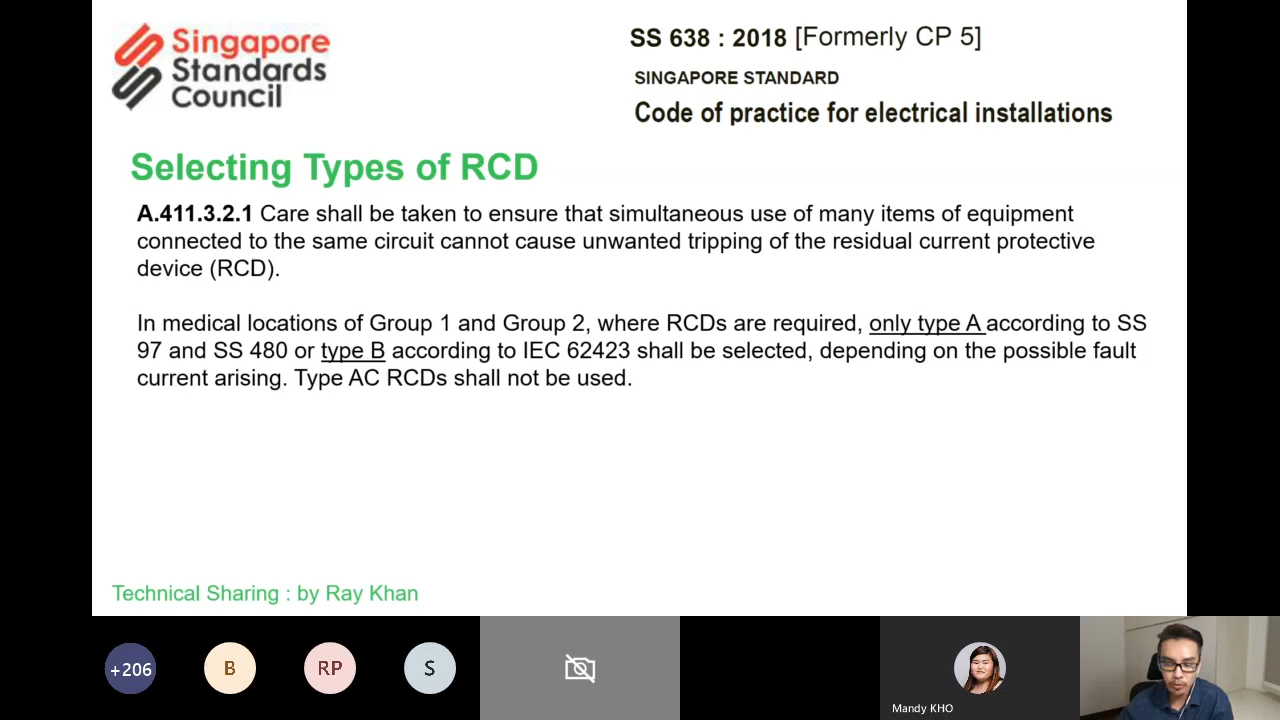 Singapore
Standards
Council
SS 638 : 2018 [Formerly CP 5]
SINGAPORE STANDARD
Code of practice for electrical installations
Selecting Types of RCD
A.411.3.2.1 Care shall be taken to ensure that simultaneous use of many items of equipment
connected to the same circuit cannot cause unwanted tripping of the residual current protective
device (RCD).
In medical locations of Group 1 and Group 2, where RCDs are required, only type A according to SS
97 and SS 480 or type B according to IEC 62423 shall be selected, depending on the possible fault
current arising. Type AC RCDs shall not be used.
Technical Sharing : by Ray Khan
+206
B
RP
S
Mandy KHO